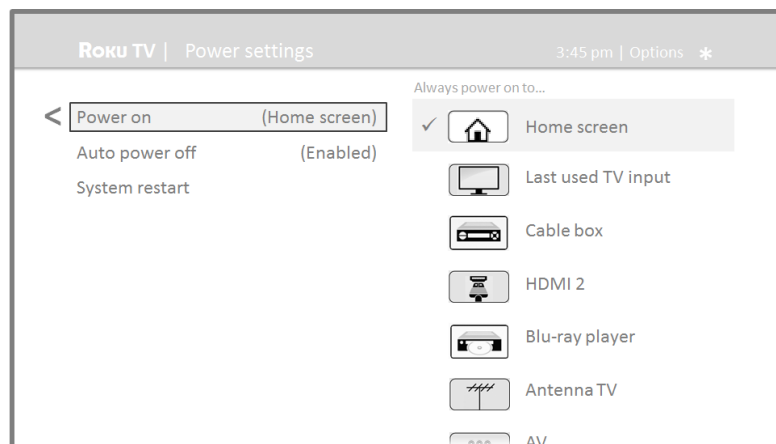 Roku TV | Power settings
3:45 pm | Options *
Power on (Home screen)
Auto power off (Enabled)
System restart
Always power on to...
Home screen
Last used TV input
Cable box
HDMI 2
Blu-ray player
Antenna TV
AV